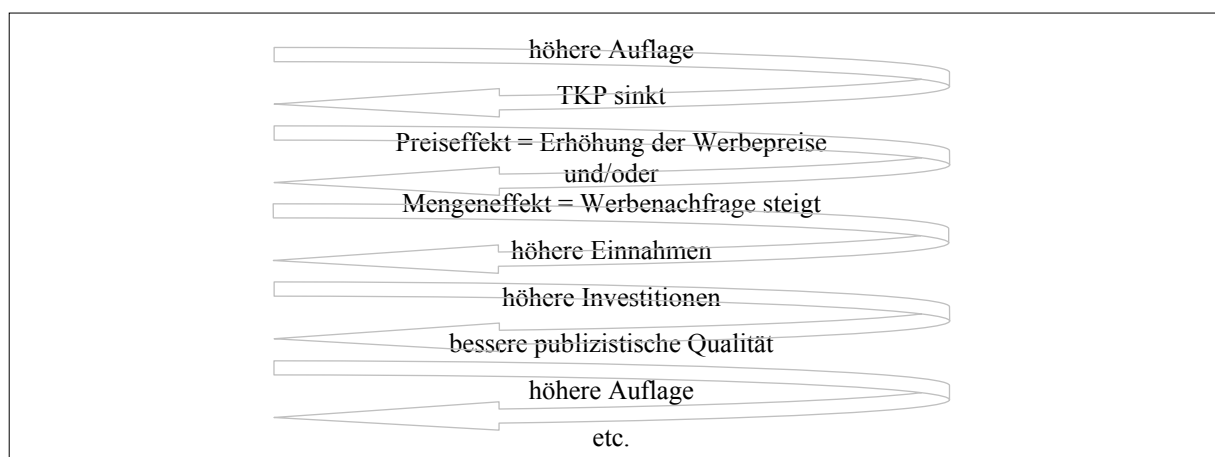 höhere Auflage
TKP sinkt
Preiseffekt = Erhöhung der Werbepreise
und/oder
Mengeneffekt = Werbenachfrage steigt
höhere Einnahmen
höhere Investitionen
bessere publizistische Qualität
höhere Auflage
etc.